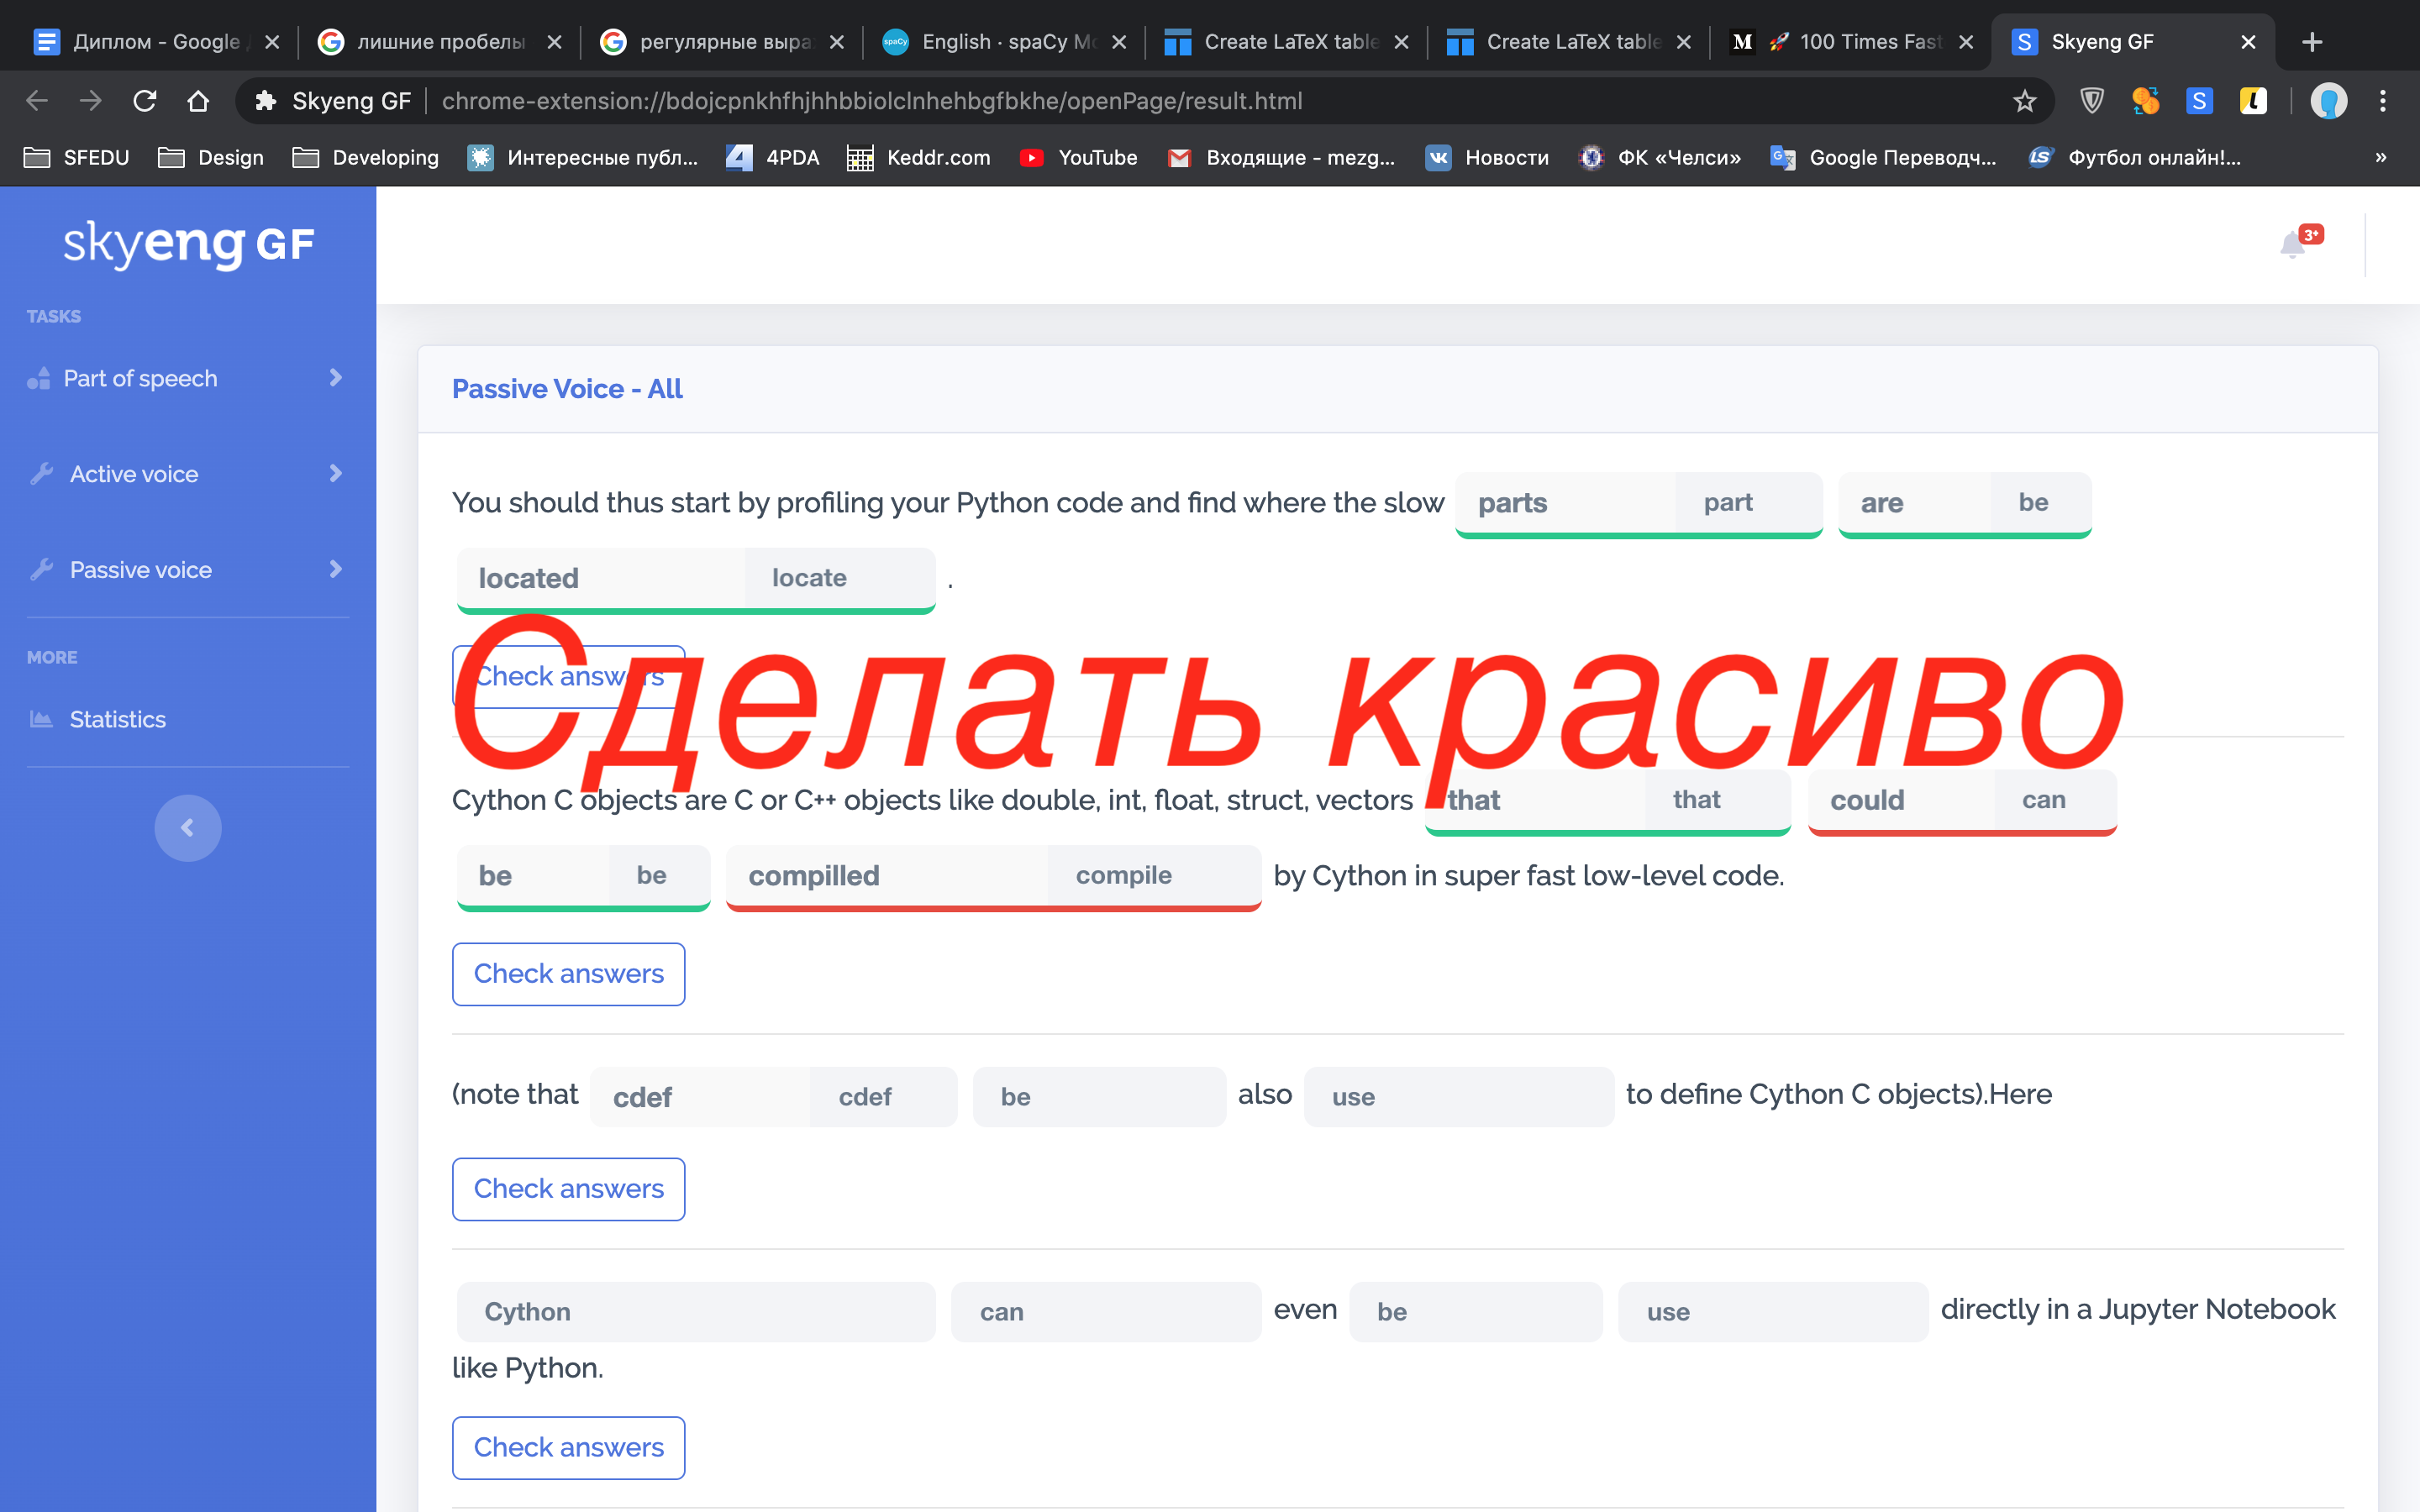 Диплом - Google
лишние пробелы
регулярные выра
English · spaCy Mo
Create LaTeX table
Create LaTeX table
M 🚀 100 Times Fast
S Skyeng GF
Skyeng GF chrome-extension://bdojcpnkhfhjhhbbiolclnhehbgfbkhe/openPage/result.html
SFEDU Design Developing Интересные публ... 4PDA Keddr.com YouTube Входящие - mezg... Новости ФК «Челси» Google Переводч... Футбол онлайн!... »
skyeng GF
3+
TASKS
Part of speech
Active voice
Passive voice
MORE
Statistics
Passive Voice - All
You should thus start by profiling your Python code and find where the slow parts part are be
located locate .
Check answers
Сделать красиво
Cython C objects are C or C++ objects like double, int, float, struct, vectors that that could can
be be compilled compile by Cython in super fast low-level code.
Check answers
(note that cdef cdef be also use to define Cython C objects).Here
Check answers
Cython can even be use directly in a Jupyter Notebook
like Python.
Check answers